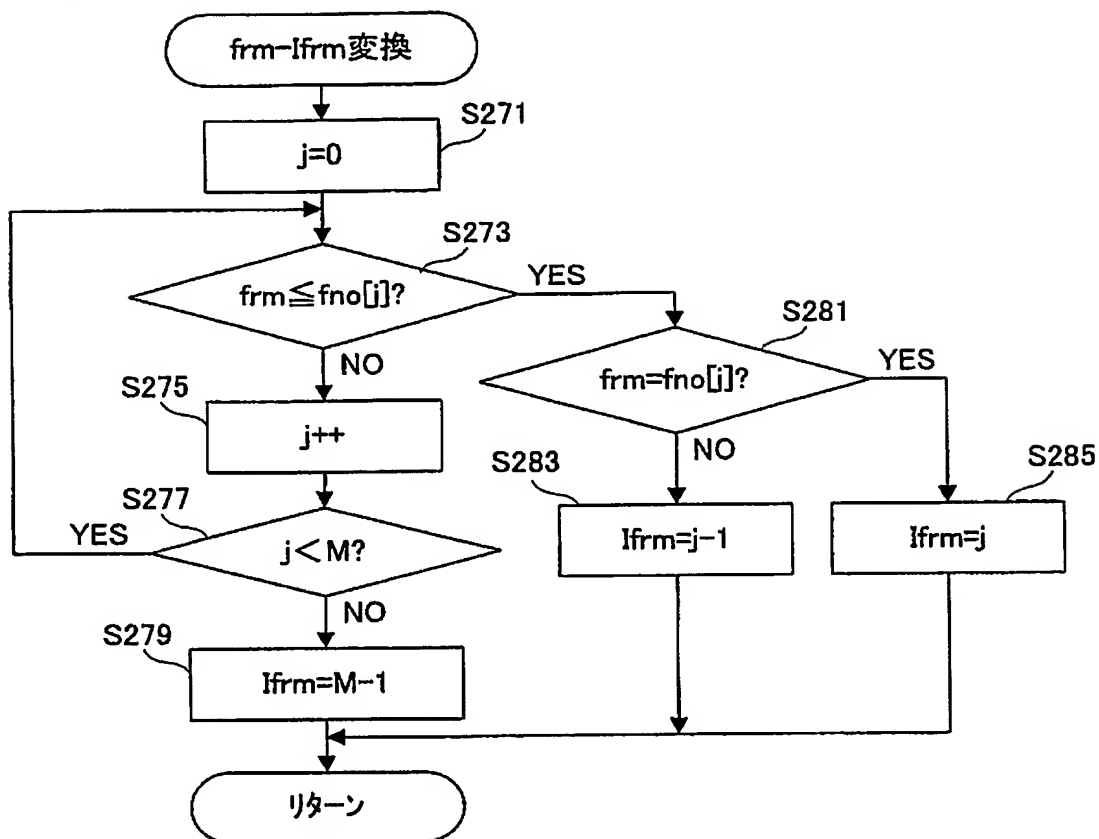 frm-Ifrm変換
S271
j=0
S273
frm≦fno[j]?
YES
NO
S281
frm=fno[j]?
YES
NO
S275
j++
S277
j<M?
YES
NO
S283
Ifrm=j-1
S285
Ifrm=j
S279
Ifrm=M-1
リターン